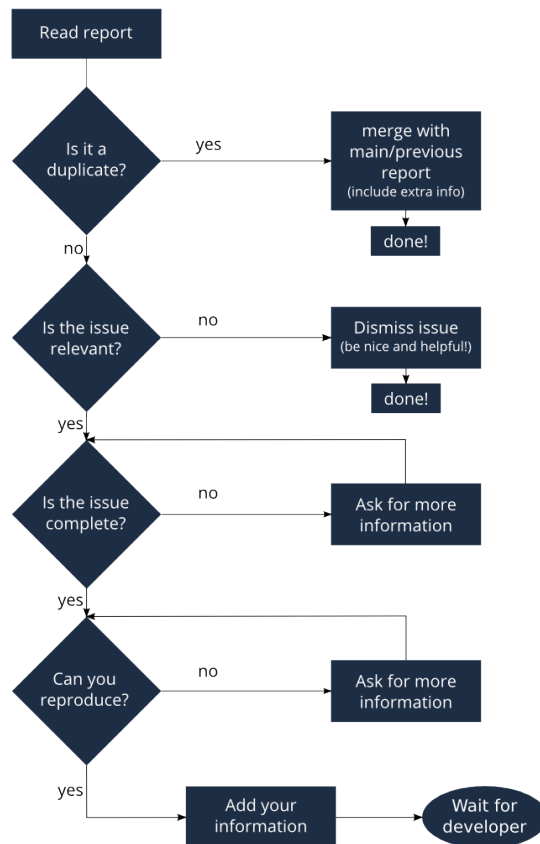 Read report
Is it a
duplicate?
yes
merge with
main/previous
report
(include extra info)
done!
no
Is the issue
relevant?
no
Dismiss issue
(be nice and helpful!)
done!
yes
Is the issue
complete?
no
Ask for more
information
yes
Can you
reproduce?
no
Ask for more
information
yes
Add your
information
Wait for
developer